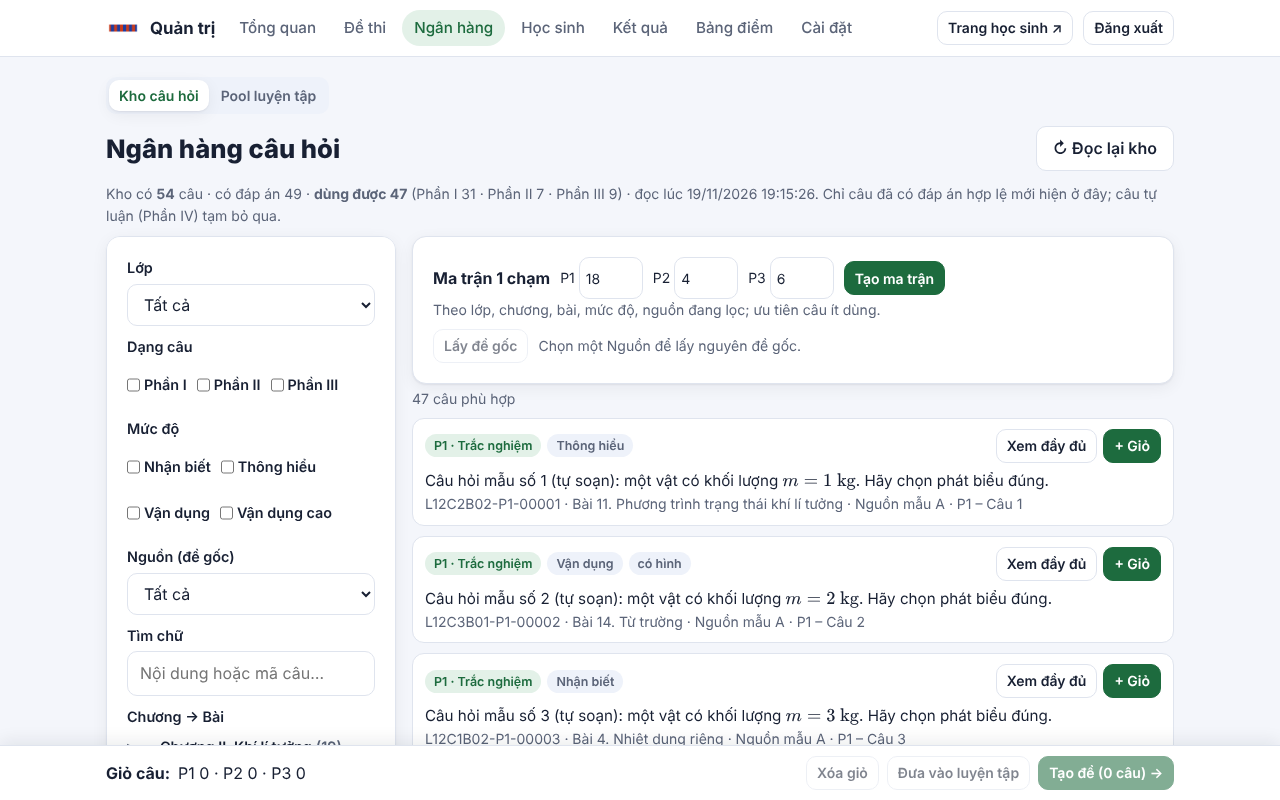 Quản trị Tổng quan Đề thi Ngân hàng Học sinh Kết quả Bảng điểm Cài đặt Trang học sinh ↗ Đăng xuất
Kho câu hỏi Pool luyện tập
Ngân hàng câu hỏi ↻ Đọc lại kho
Kho có 54 câu · có đáp án 49 · dùng được 47 (Phần I 31 · Phần II 7 · Phần III 9) · đọc lúc 19/11/2026 19:15:26. Chỉ câu đã có đáp án hợp lệ mới hiện ở đây; câu tự
luận (Phần IV) tạm bỏ qua.
Lớp
Tất cả
Dạng câu
Phần I Phần II Phần III
Mức độ
Nhận biết Thông hiểu
Vận dụng Vận dụng cao
Nguồn (đề gốc)
Tất cả
Tìm chữ
Nội dung hoặc mã câu...
Chương → Bài
Chương II. Khí lí tưởng (19)
Ma trận 1 chạm P1 18 P2 4 P3 6 Tạo ma trận
Theo lớp, chương, bài, mức độ, nguồn đang lọc; ưu tiên câu ít dùng.
Lấy đề gốc Chọn một Nguồn để lấy nguyên đề gốc.
47 câu phù hợp
P1 · Trắc nghiệm Thông hiểu Xem đầy đủ + Giỏ
Câu hỏi mẫu số 1 (tự soạn): một vật có khối lượng m = 1 kg. Hãy chọn phát biểu đúng.
L12C2B02-P1-00001 · Bài 11. Phương trình trạng thái khí lí tưởng · Nguồn mẫu A · P1 – Câu 1
P1 · Trắc nghiệm Vận dụng có hình Xem đầy đủ + Giỏ
Câu hỏi mẫu số 2 (tự soạn): một vật có khối lượng m = 2 kg. Hãy chọn phát biểu đúng.
L12C3B01-P1-00002 · Bài 14. Từ trường · Nguồn mẫu A · P1 – Câu 2
P1 · Trắc nghiệm Nhận biết Xem đầy đủ + Giỏ
Câu hỏi mẫu số 3 (tự soạn): một vật có khối lượng m = 3 kg. Hãy chọn phát biểu đúng.
L12C1B02-P1-00003 · Bài 4. Nhiệt dung riêng · Nguồn mẫu A · P1 – Câu 3
Giỏ câu: P1 0 · P2 0 · P3 0 Xóa giỏ Đưa vào luyện tập Tạo đề (0 câu) →